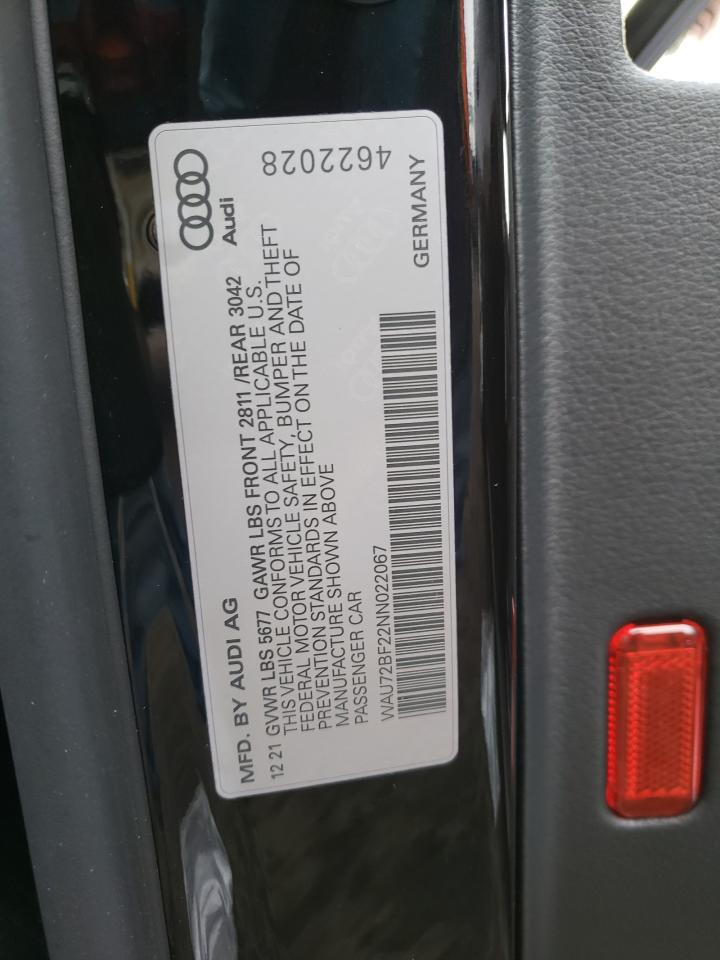 MFD. BY AUDI AG
Audi
12 21 GVWR LBS 5677 GAWR LBS FRONT 2811 /REAR 3042
THIS VEHICLE CONFORMS TO ALL APPLICABLE U.S.
FEDERAL MOTOR VEHICLE SAFETY, BUMPER AND THEFT
PREVENTION STANDARDS IN EFFECT ON THE DATE OF
MANUFACTURE SHOWN ABOVE
PASSENGER CAR
WAU72BF22NN022067
GERMANY
4622028